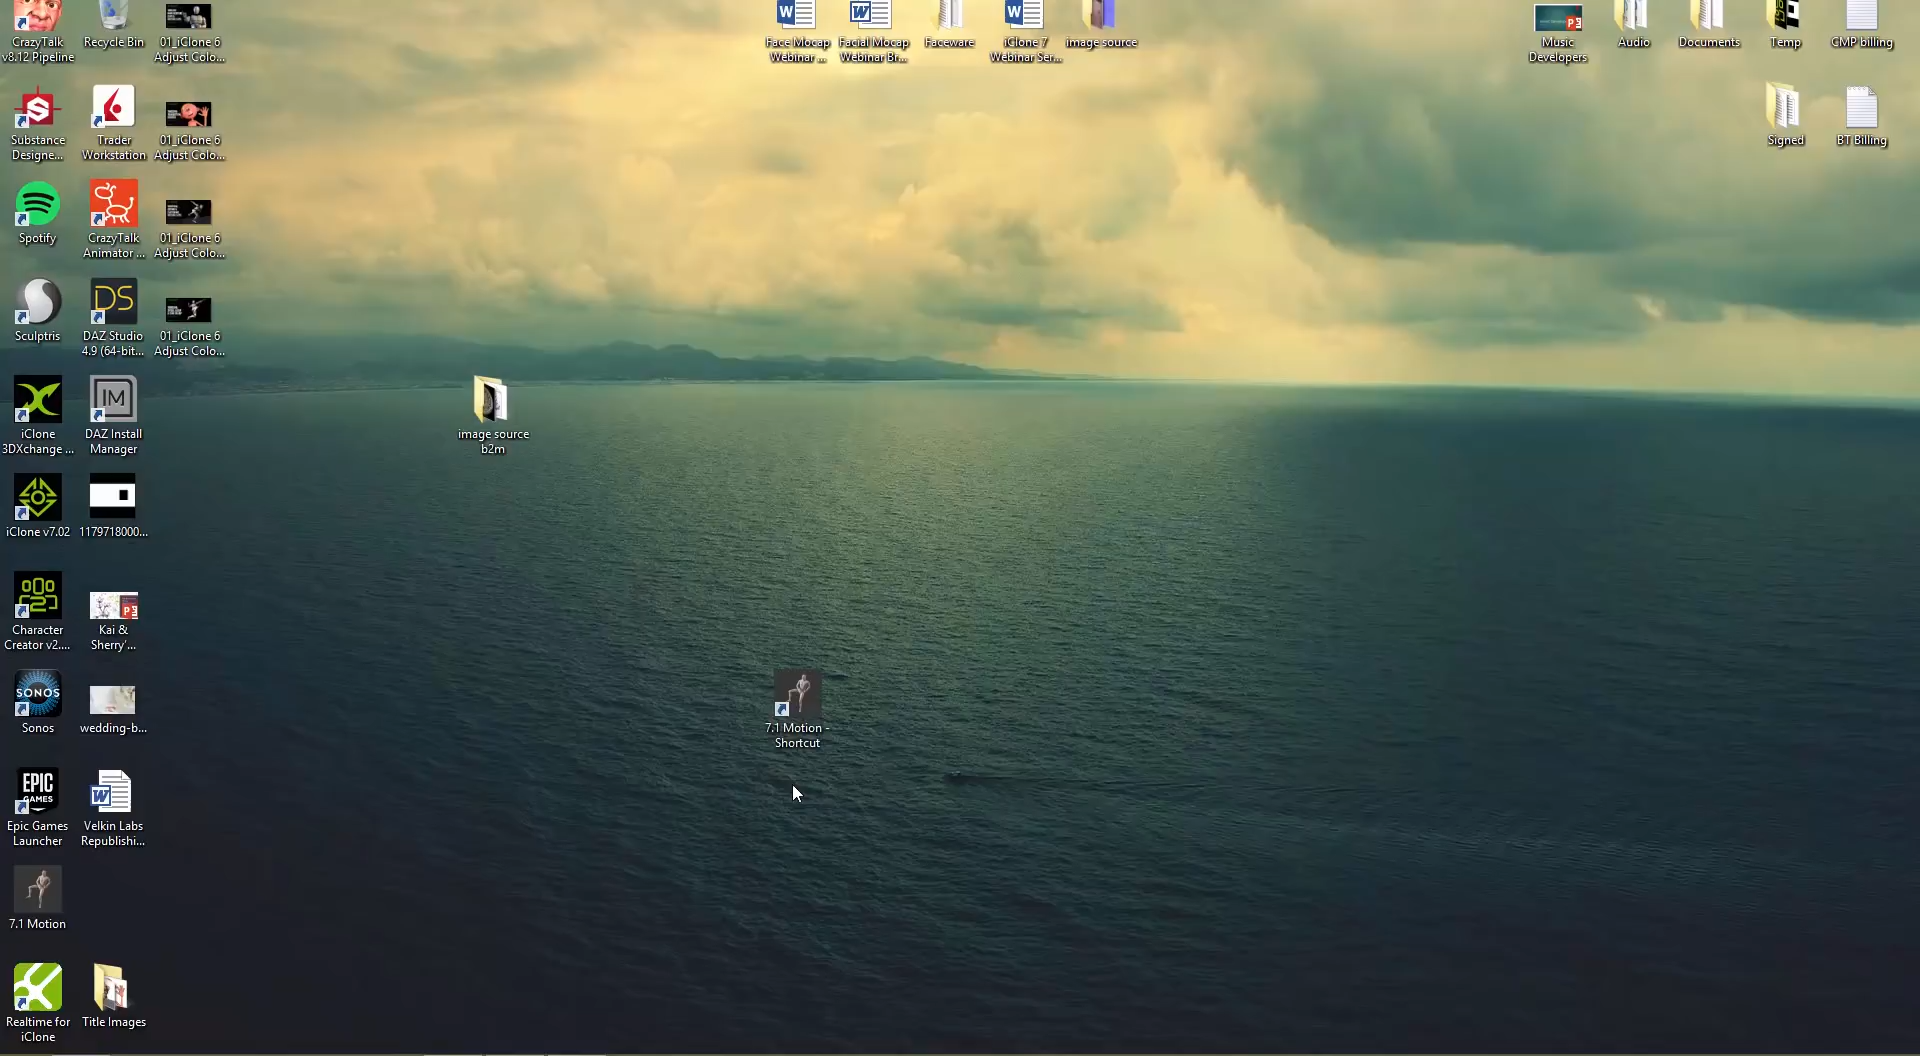 CrazyTalk
v8.12 Pipeline
Recycle Bin
01_iClone 6
Adjust Colo...
Face Mocap
Webinar ...
Facial Mocap
Webinar Br...
Faceware
iClone 7
Webinar Ser...
image source
Music
Developers
Audio
Documents
Temp
CMP billing
Substance
Designe...
Trader
Workstation
01_iClone 6
Adjust Colo...
Signed
BT Billing
Spotify
CrazyTalk
Animator ...
01_iClone 6
Adjust Colo...
Sculptris
DS
DAZ Studio
4.9 (64-bit...
01_iClone 6
Adjust Colo...
iClone
3DXchange ...
IM
DAZ Install
Manager
image source
b2m
iClone v7.02
1179718000...
Character
Creator v2....
Kai &
Sherry'...
SONOS
Sonos
wedding-b...
7.1 Motion -
Shortcut
EPIC
GAMES
Epic Games
Launcher
Velkin Labs
Republishi...
7.1 Motion
Realtime for
iClone
Title Images